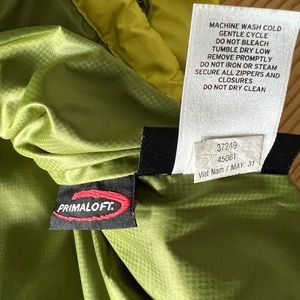 MACHINE WASH COLD
GENTLE CYCLE
DO NOT BLEACH
TUMBLE DRY LOW
REMOVE PROMPTLY
DO NOT IRON OR STEAM
SECURE ALL ZIPPERS AND
CLOSURES
DO NOT DRY CLEAN
37249
45061
Viet Nam / MAY. 31
PRIMALOFT.